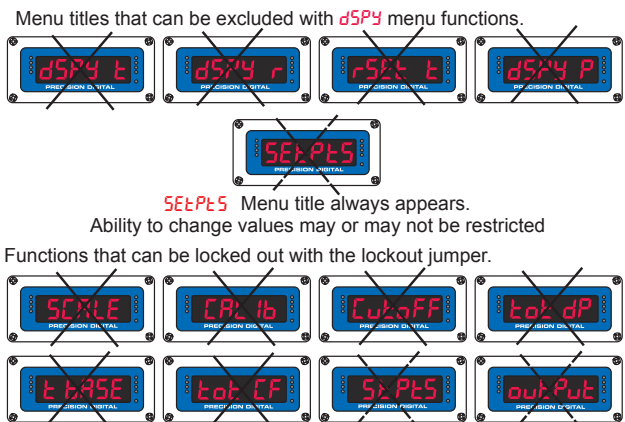 Menu titles that can be excluded with dSPY menu functions.
dSPY t dSPY r rSEt t dSPY P
PRECISION DIGITAL PRECISION DIGITAL PRECISION DIGITAL PRECISION DIGITAL
SEtPtS
PRECISION DIGITAL
SEtPtS Menu title always appears.
Ability to change values may or may not be restricted
Functions that can be locked out with the lockout jumper.
SCALE CAL Ib CutoFF tot dP
PRECISION DIGITAL PRECISION DIGITAL PRECISION DIGITAL PRECISION DIGITAL
t bASE tot CF StPtS outPut
PRECISION DIGITAL PRECISION DIGITAL PRECISION DIGITAL PRECISION DIGITAL